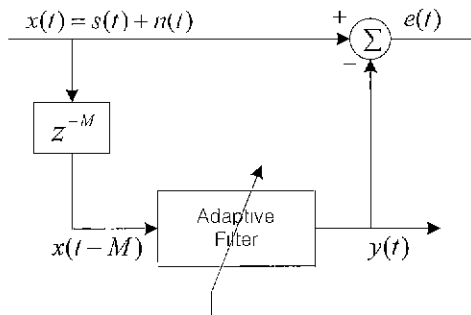 x(t) = s(t) + n(t)
+
Σ
e(t)
−
z^{-M}
Adaptive
Filter
x(t − M)
y(t)